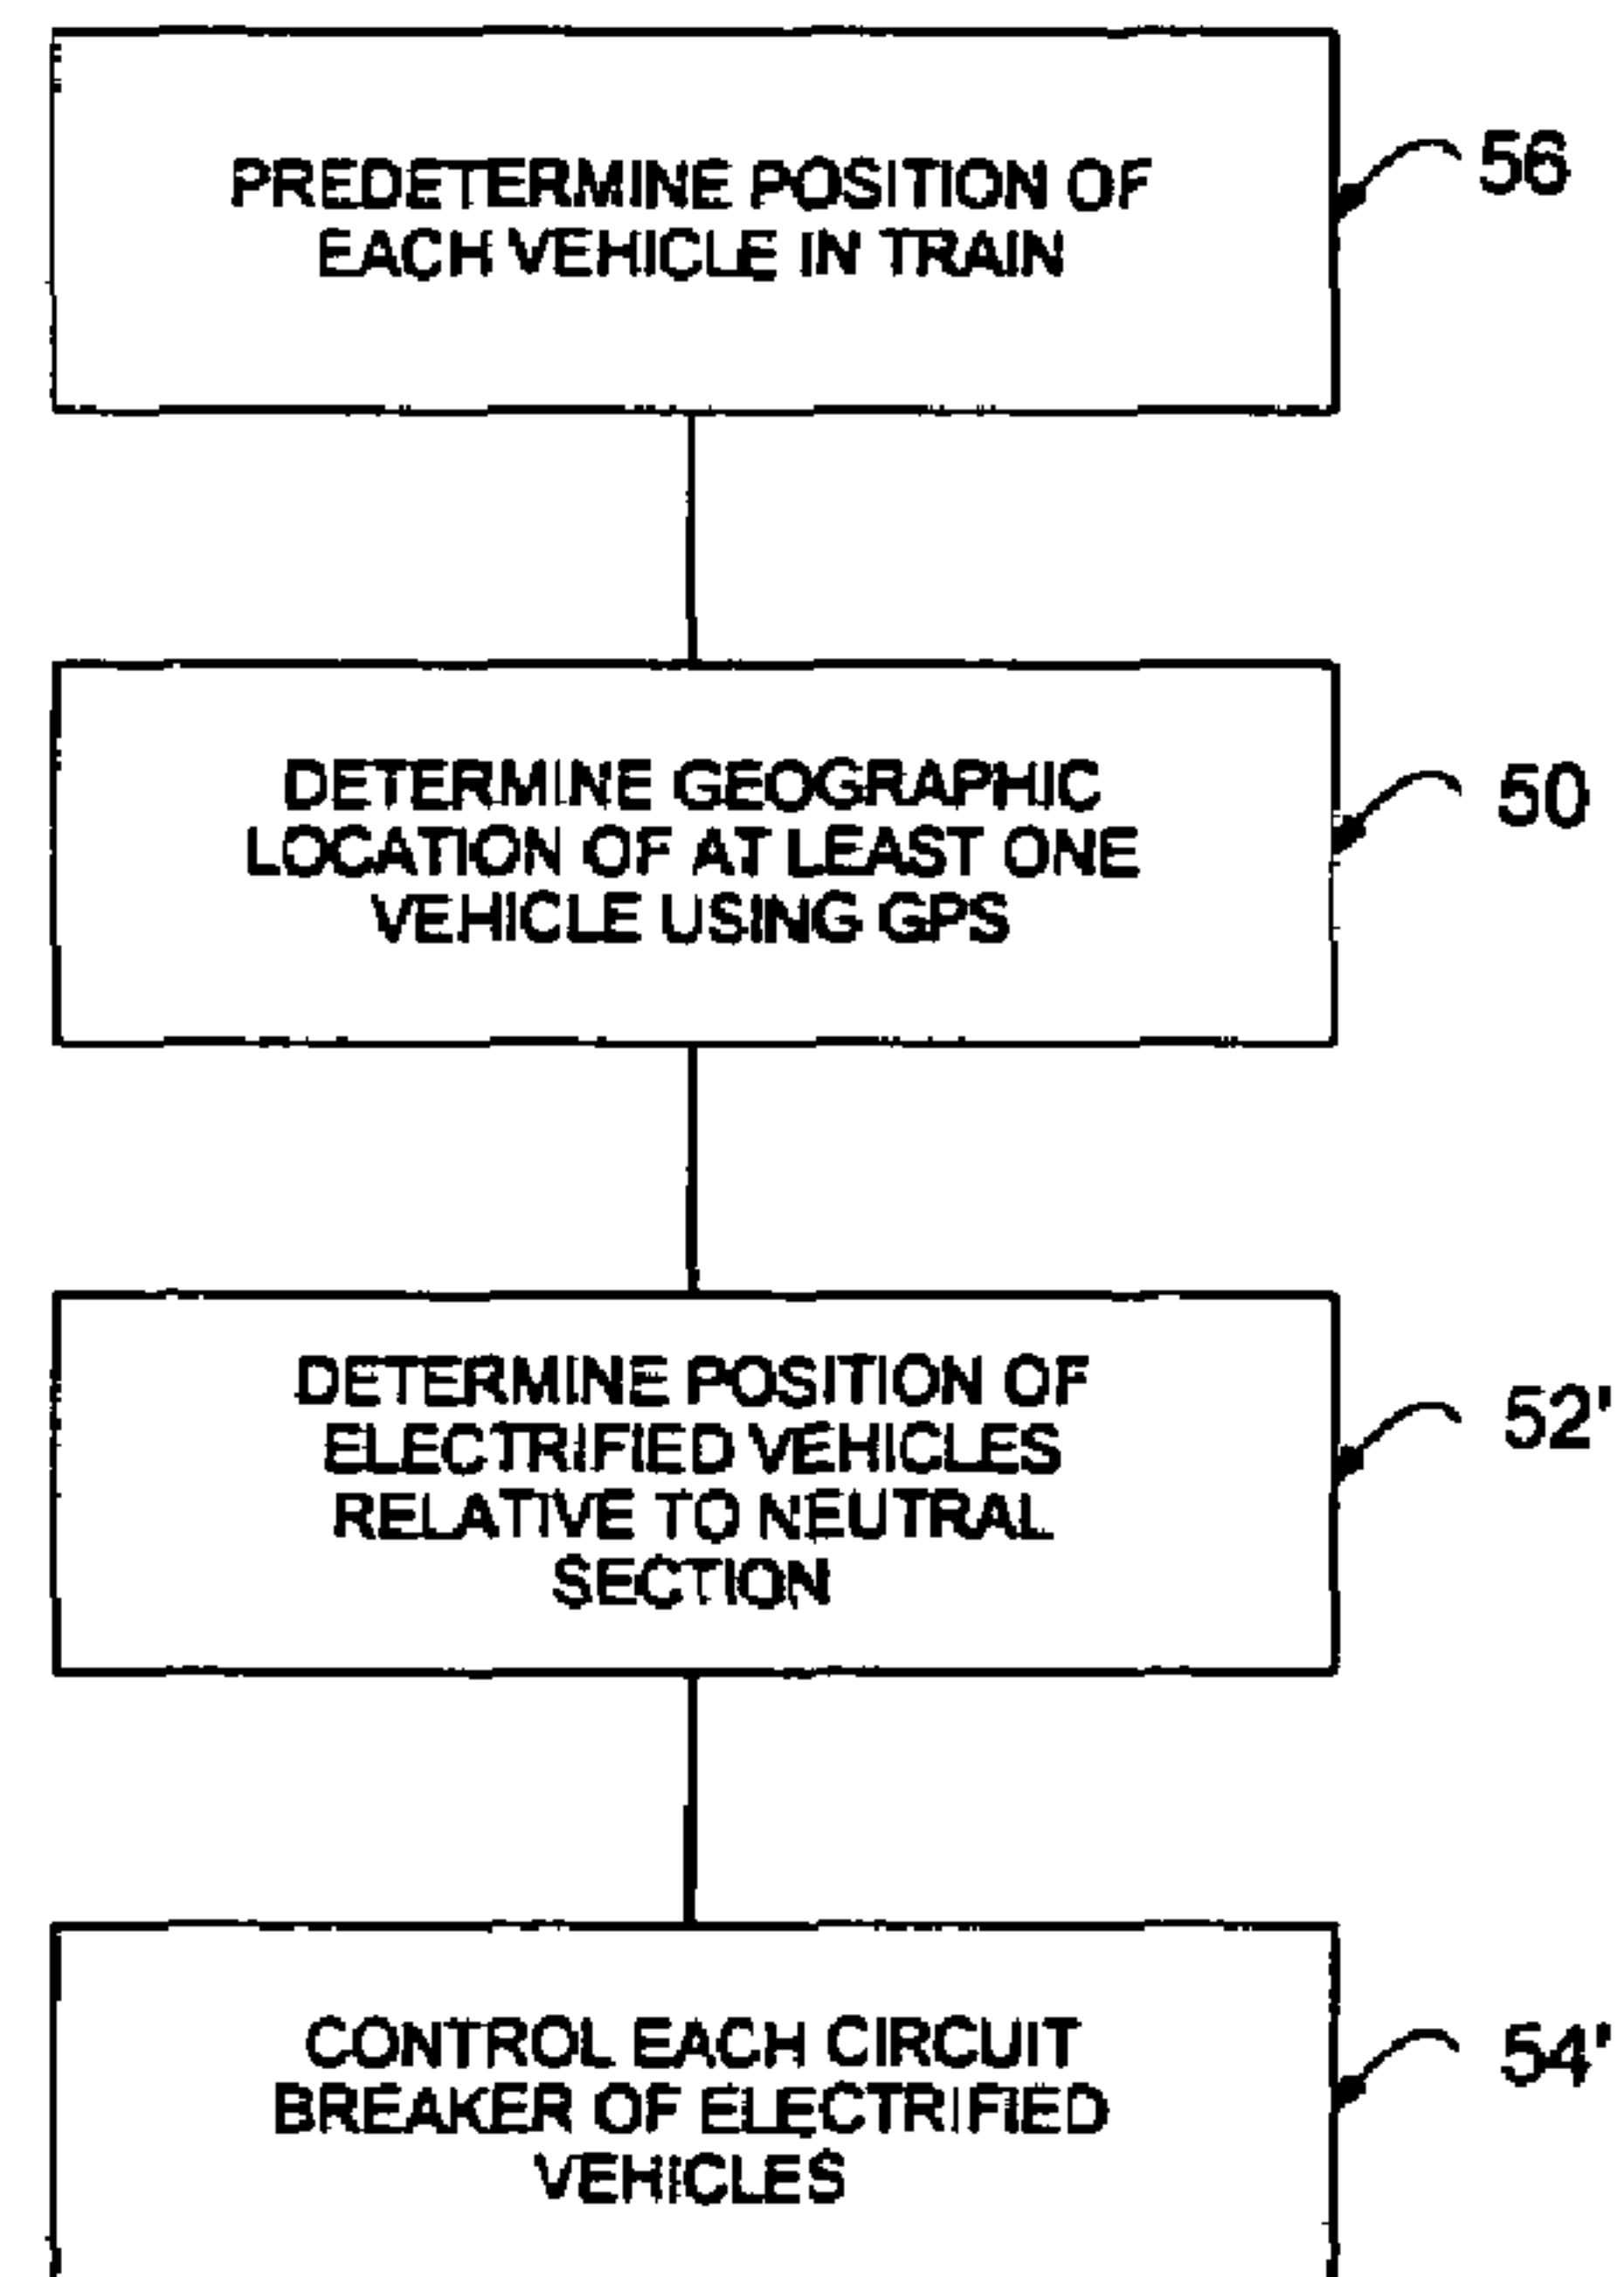 PREDETERMINE POSITION OF
EACH VEHICLE IN TRAIN
56
DETERMINE GEOGRAPHIC
LOCATION OF AT LEAST ONE
VEHICLE USING GPS
50
DETERMINE POSITION OF
ELECTRIFIED VEHICLES
RELATIVE TO NEUTRAL
SECTION
52'
CONTROL EACH CIRCUIT
BREAKER OF ELECTRIFIED
VEHICLES
54'